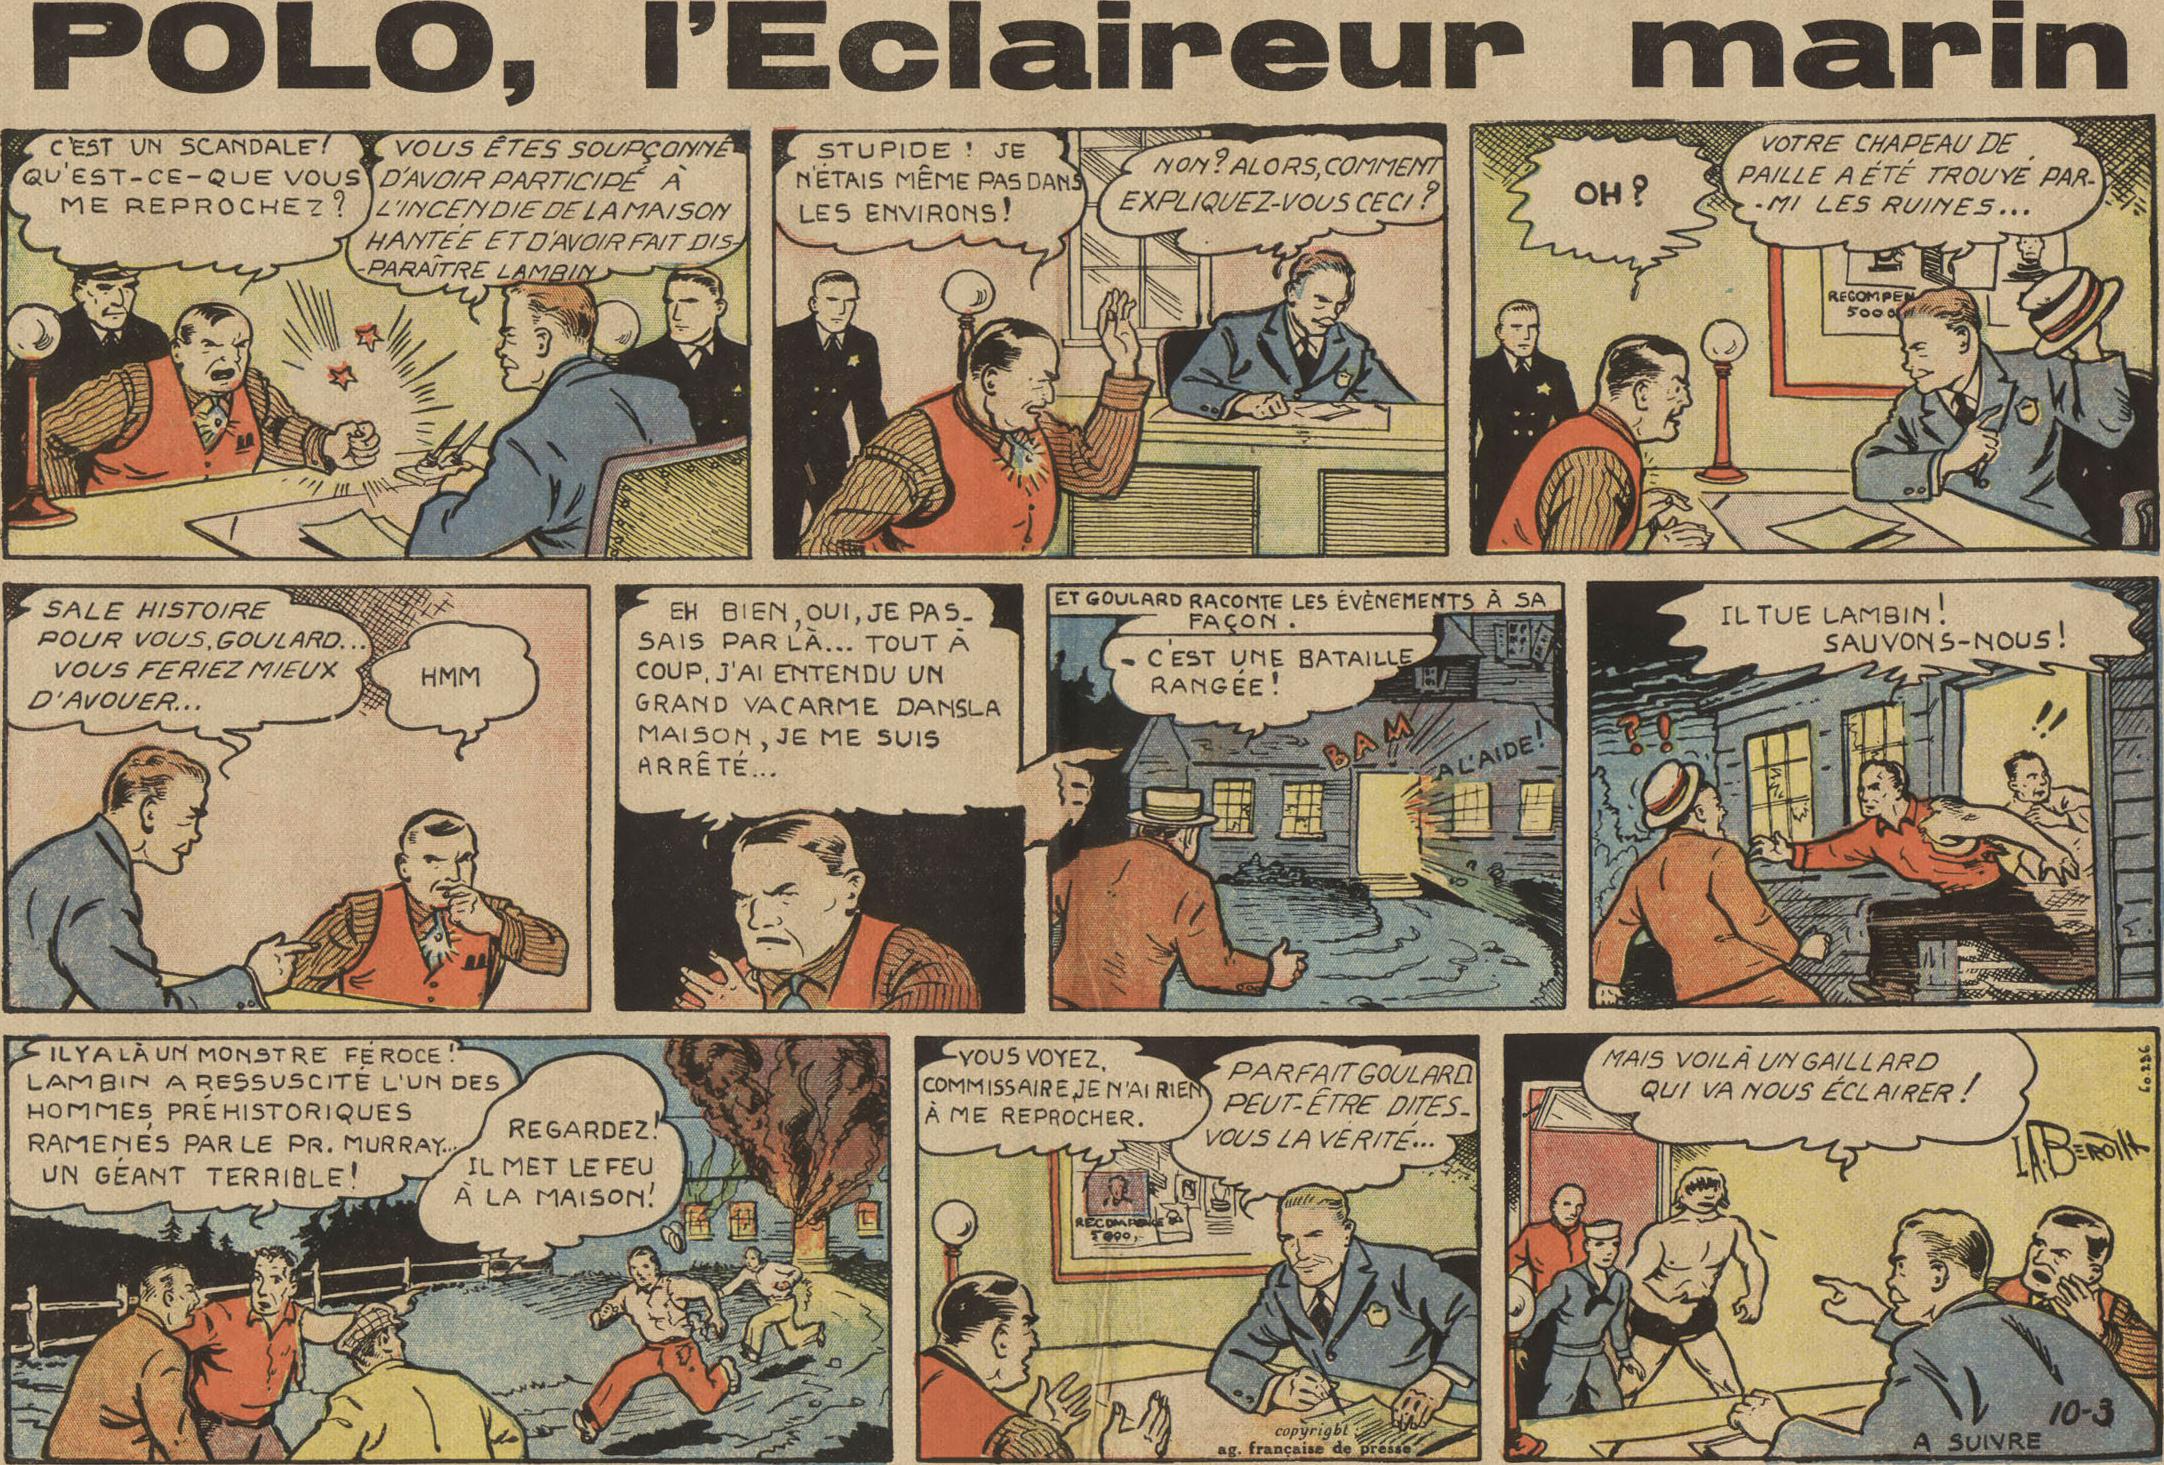 POLO, l'Eclaireur marin
C'EST UN SCANDALE!
QU'EST-CE-QUE VOUS
ME REPROCHEZ?
VOUS ÊTES SOUPÇONNÉ
D'AVOIR PARTICIPÉ À
L'INCENDIE DE LA MAISON
HANTÉE ET D'AVOIR FAIT DIS-
-PARAÎTRE LAMBIN
STUPIDE! JE
N'ÉTAIS MÊME PAS DANS
LES ENVIRONS!
NON? ALORS, COMMENT
EXPLIQUEZ-VOUS CECI?
OH?
VOTRE CHAPEAU DE
PAILLE A ÉTÉ TROUVÉ PAR-
-MI LES RUINES...
RECOMPEN
5000
SALE HISTOIRE
POUR VOUS, GOULARD...
VOUS FERIEZ MIEUX
D'AVOUER...
HMM
EH BIEN, OUI, JE PAS-
SAIS PAR LÀ... TOUT À
COUP, J'AI ENTENDU UN
GRAND VACARME DANS LA
MAISON, JE ME SUIS
ARRÊTÉ...
ET GOULARD RACONTE LES ÉVÈNEMENTS À SA
FAÇON.
- C'EST UNE BATAILLE
RANGÉE!
BAM
A L'AIDE!
IL TUE LAMBIN!
SAUVONS-NOUS!
?!
!!
IL Y A LÀ UN MONSTRE FÉROCE!
LAMBIN A RESSUSCITÉ L'UN DES
HOMMES PRÉHISTORIQUES
RAMENÉS PAR LE PR. MURRAY...
UN GÉANT TERRIBLE!
REGARDEZ!
IL MET LE FEU
À LA MAISON!
VOUS VOYEZ,
COMMISSAIRE, JE N'AI RIEN
À ME REPROCHER.
PARFAIT GOULARD
PEUT-ÊTRE DITES-
VOUS LA VÉRITÉ...
RECOMPENSE
5000,-
copyright
ag. française de presse
MAIS VOILÀ UN GAILLARD
QUI VA NOUS ÉCLAIRER!
60.286
10-3
A SUIVRE